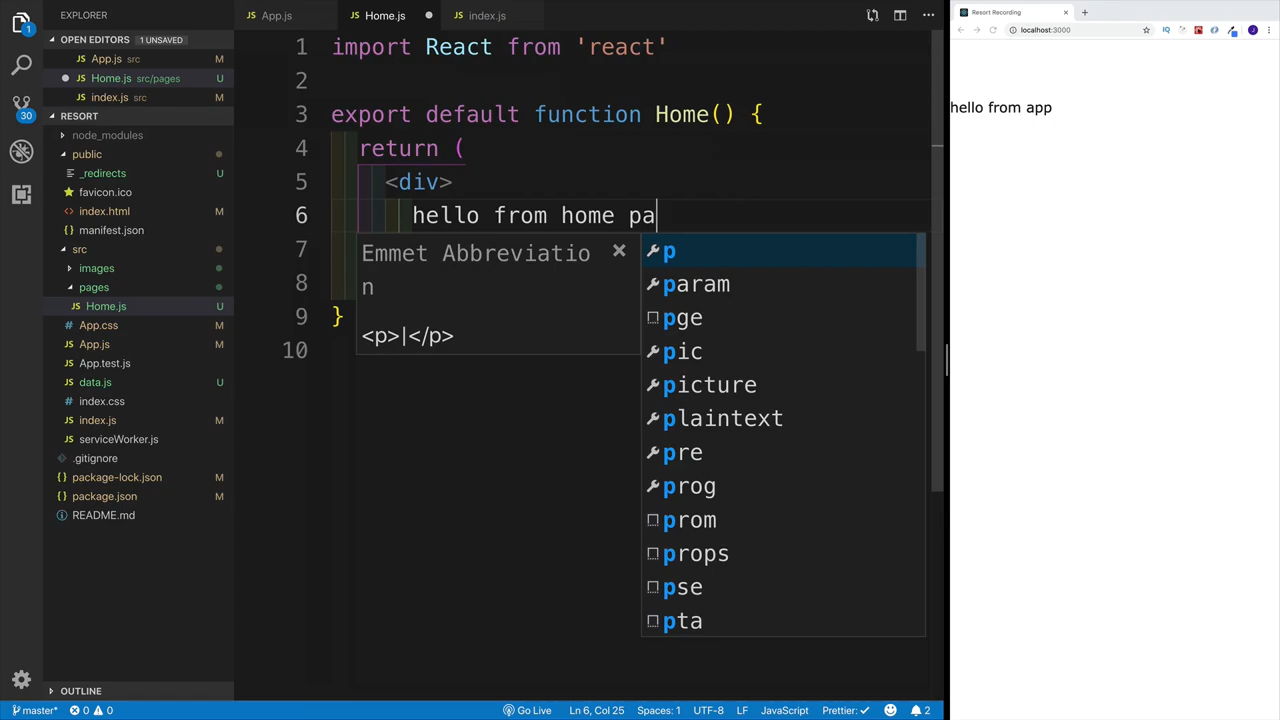 EXPLORER
OPEN EDITORS 1 UNSAVED
App.js src M
Home.js src/pages U
index.js src M
RESORT
node_modules
public
_redirects U
favicon.ico
index.html M
manifest.json
src
images
pages
Home.js U
App.css M
App.js M
App.test.js
data.js U
index.css
index.js M
serviceWorker.js
.gitignore
package-lock.json M
package.json M
README.md
OUTLINE
1
30
App.js
Home.js
index.js
1 import React from 'react'
2
3 export default function Home() {
4 return (
5 <div>
6 hello from home pa
7
8
9 }
10
Emmet Abbreviatio
n
<p>|</p>
p
param
pge
pic
picture
plaintext
pre
prog
prom
props
pse
pta
master* 0 0 Go Live Ln 6, Col 25 Spaces: 1 UTF-8 LF JavaScript Prettier: ✓ 2
Resort Recording
localhost:3000
IQ
J
hello from app